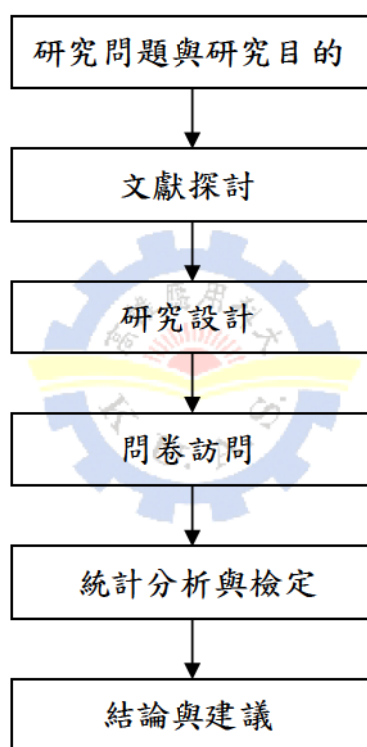 研究問題與研究目的
文獻探討
研究設計
問卷訪問
統計分析與檢定
結論與建議